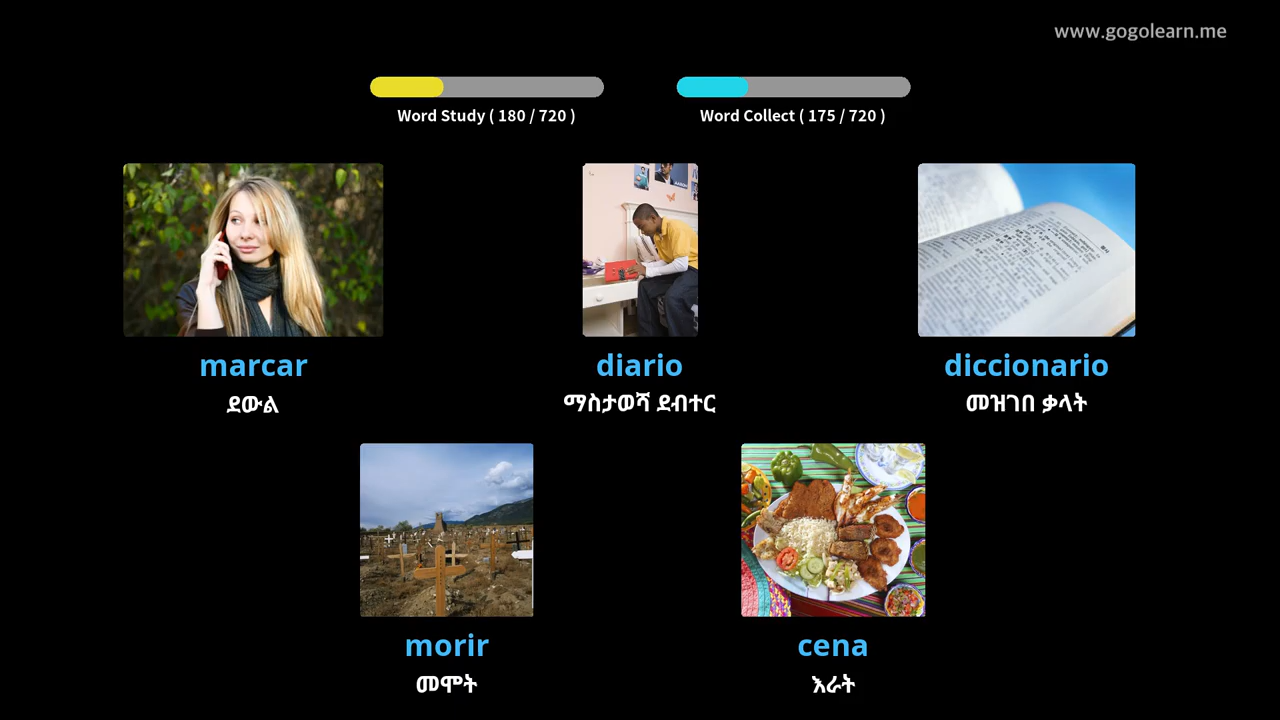 www.gogolearn.me
Word Study ( 180 / 720 )
Word Collect ( 175 / 720 )
marcar
ደውል
diario
ማስታወሻ ደብተር
diccionario
መዝገበ ቃላት
morir
መሞት
cena
እራት